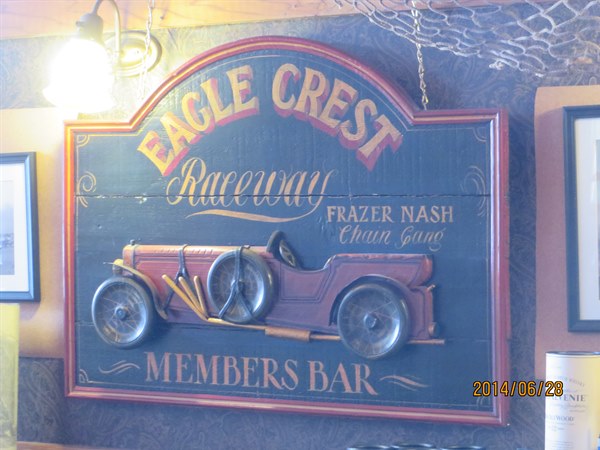 EAGLE CREST
Raceway
FRAZER NASH
Chain Gang
MEMBERS BAR
2014/06/28